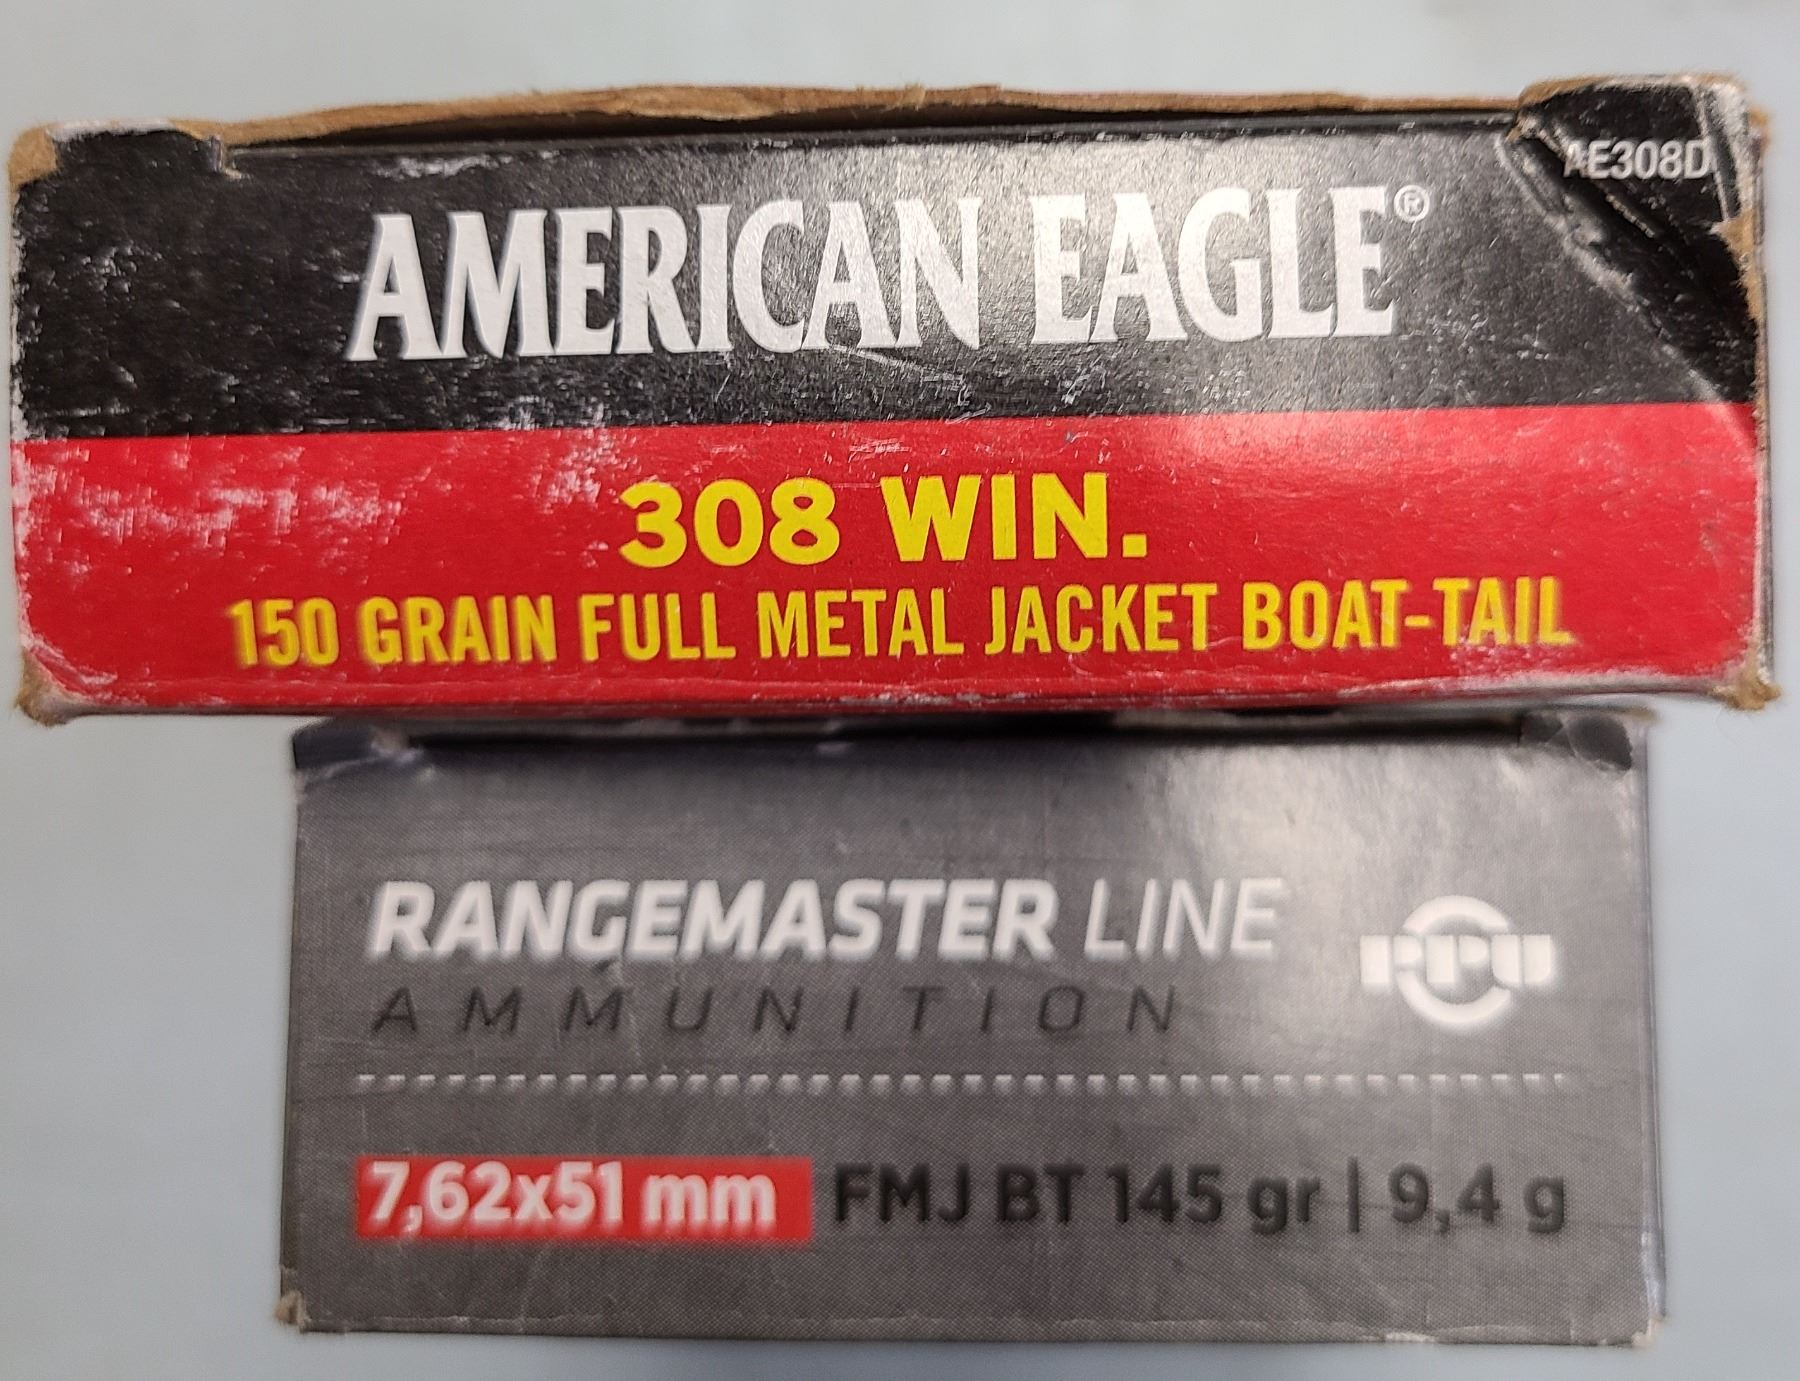 AE308D
AMERICAN EAGLE®
308 WIN.
150 GRAIN FULL METAL JACKET BOAT-TAIL
RANGEMASTER LINE
PPU
AMMUNITION
7,62x51 mm FMJ BT 145 gr | 9,4 g